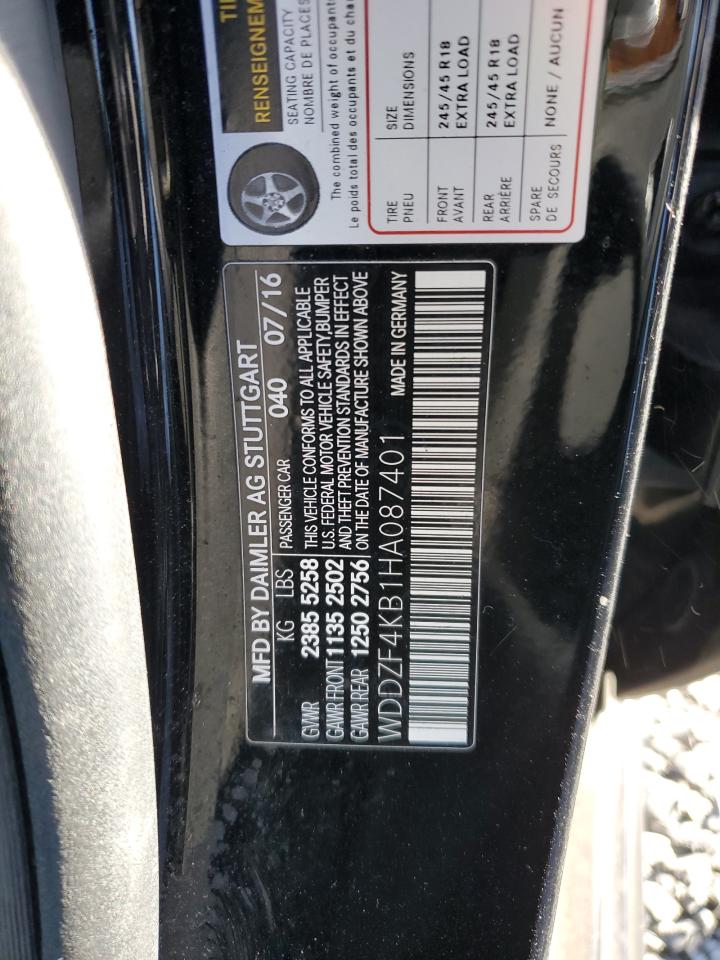 MFD BY DAIMLER AG STUTTGART
KG LBS PASSENGER CAR 040 07/16
GVWR 2385 5258 THIS VEHICLE CONFORMS TO ALL APPLICABLE
GAWR FRONT 1135 2502 U.S. FEDERAL MOTOR VEHICLE SAFETY,BUMPER
AND THEFT PREVENTION STANDARDS IN EFFECT
GAWR REAR 1250 2756 ON THE DATE OF MANUFACTURE SHOWN ABOVE
WDDZF4KB1HA087401 MADE IN GERMANY
SEATING CAPACITY
NOMBRE DE PLACES
The combined weight of occupants
Le poids total des occupants et du
TIRE SIZE
PNEU DIMENSIONS
FRONT 245/45 R18
AVANT EXTRA LOAD
REAR 245/45 R18
ARRIÈRE EXTRA LOAD
SPARE NONE / AUCUN
DE SECOURS